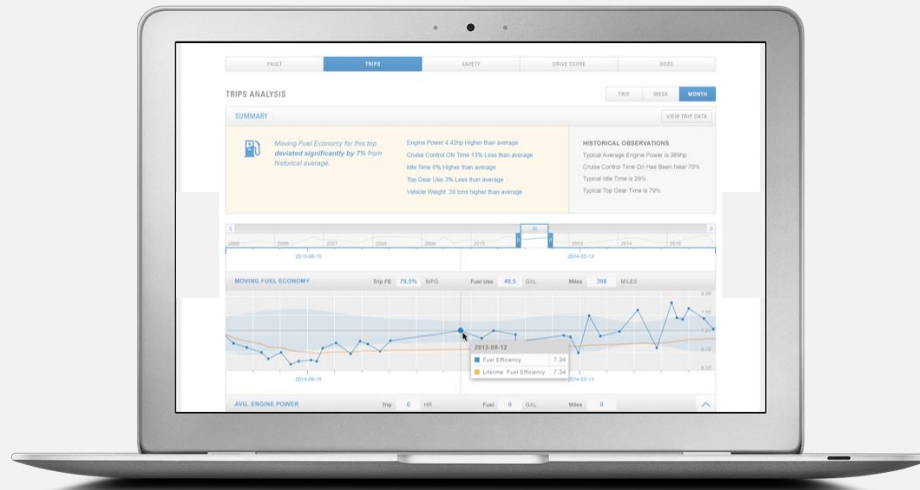 FAULT TRIPS SAFETY DRIVE SCORE
TRIPS ANALYSIS
TRIP WEEK MONTH
SUMMARY
VIEW TRIP DATA
Moving Fuel Economy for this trip
deviated significantly by 7% from
historical average.
Engine Power 4.42hp Higher than average
Cruise Control ON Time 13% Less than average
Idle Time 6% Higher than average
Top Gear Use 3% Less than average
Vehicle Weight 30 tons higher than average
HISTORICAL OBSERVATIONS
Typical Average Engine Power is 389hp
Cruise Control Time On Has Been Near 70%
Typical Idle Time is 29%
Typical Top Gear Time is 79%
2013-09-19 2014-02-13
MOVING FUEL ECONOMY Trip FE 79.5% MPG Fuel Use 49.5 GAL Miles 398 MILES
2013-09-12
Fuel Efficiency 7.34
Lifetime Fuel Efficiency 7.34
2013-09-19 2014-02-13
AVG. ENGINE POWER Trip 0 HR Fuel 0 GAL Miles 0